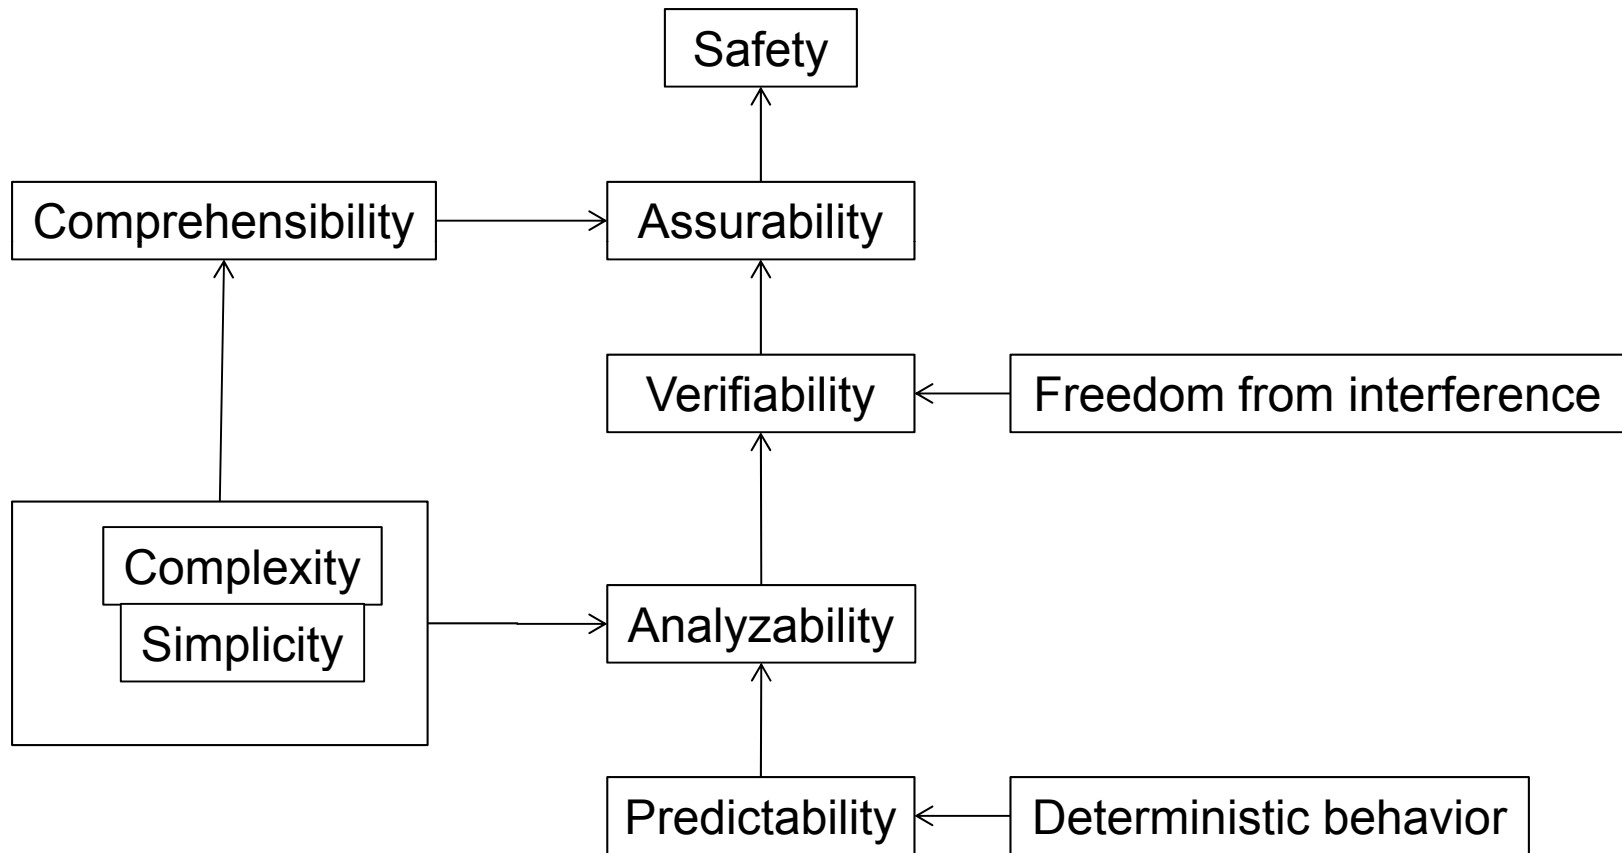 Safety
Comprehensibility
Assurability
Verifiability
Freedom from interference
Complexity
Simplicity
Analyzability
Predictability
Deterministic behavior